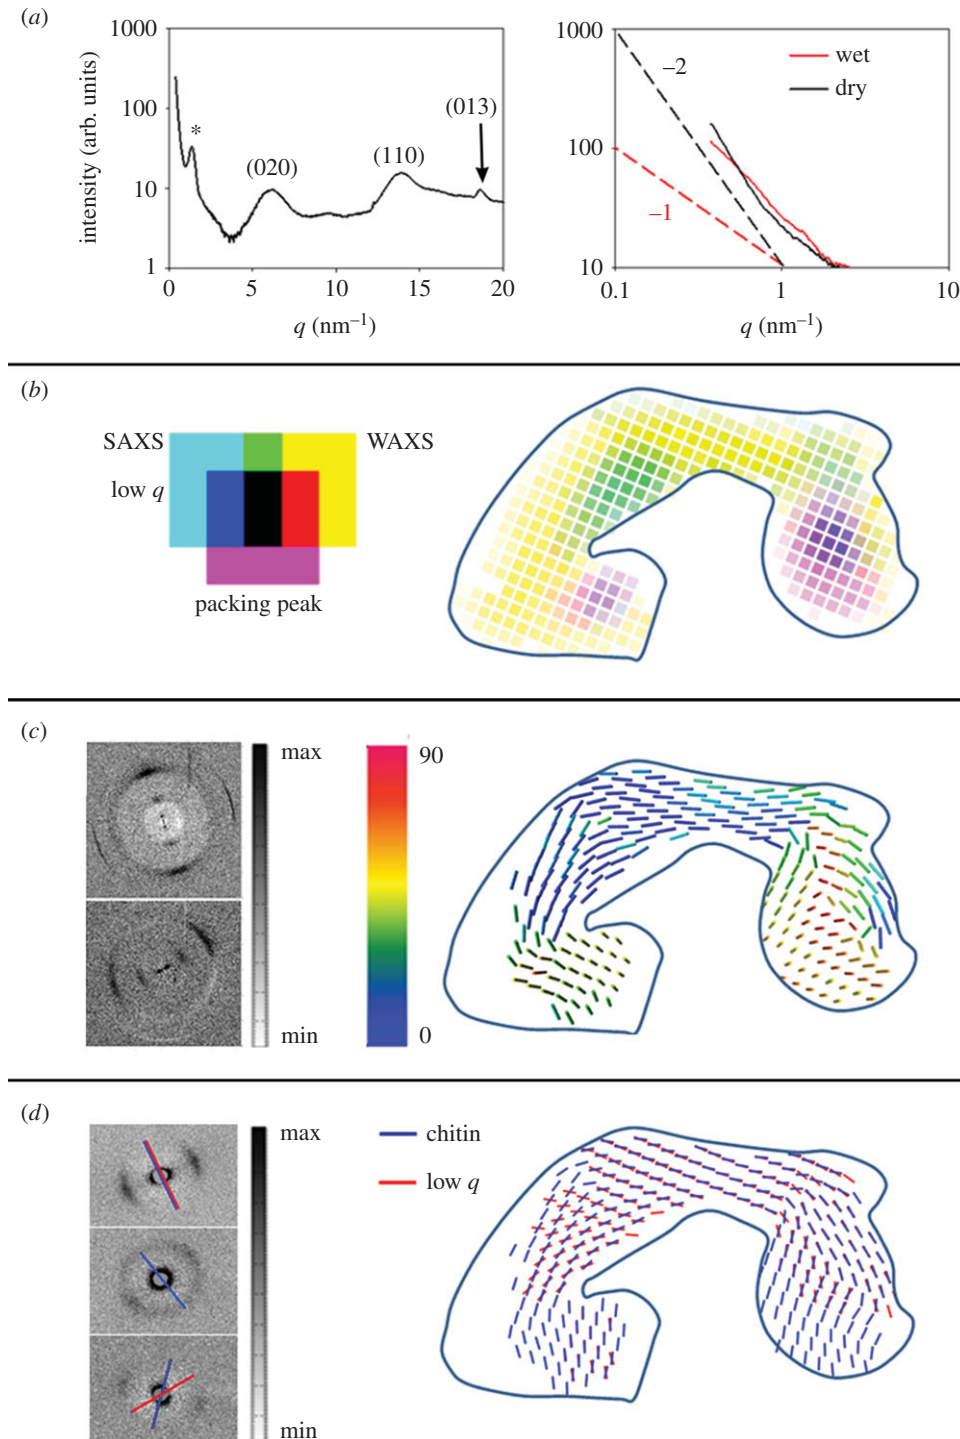 (a)
1000
100
10
1
intensity (arb. units)
*
(020)
(110)
(013)
0
5
10
15
20
q (nm⁻¹)
1000
100
10
–2
–1
wet
dry
0.1
1
10
q (nm⁻¹)
(b)
SAXS
WAXS
low q
packing peak
(c)
max
min
90
0
(d)
max
min
chitin
low q